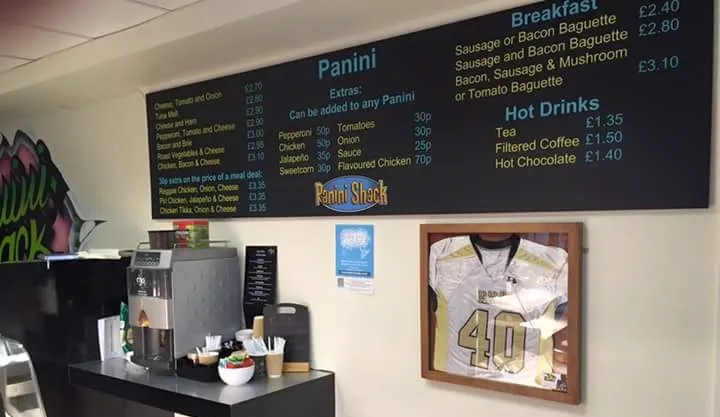 Panini
Cheese, Tomato and Onion £2.70
Tuna Melt £2.80
Cheese and Ham £2.90
Pepperoni, Tomato and Cheese £2.90
Bacon and Brie £3.00
Roast Vegetables & Cheese £2.95
Chicken, Bacon & Cheese £3.10
30p extra on the price of a meal deal:
Reggae Chicken, Onion, Cheese £3.35
Piri Chicken, Jalapeño & Cheese £3.35
Chicken Tikka, Onion & Cheese £3.35
Extras:
Can be added to any Panini
Pepperoni 50p
Chicken 50p
Jalapeño 35p
Sweetcorn 30p
Tomatoes 30p
Onion 30p
Sauce 25p
Flavoured Chicken 70p
Panini Shack
Breakfast
Sausage or Bacon Baguette £2.40
Sausage and Bacon Baguette £2.80
Bacon, Sausage & Mushroom
or Tomato Baguette £3.10
Hot Drinks
Tea £1.35
Filtered Coffee £1.50
Hot Chocolate £1.40
40